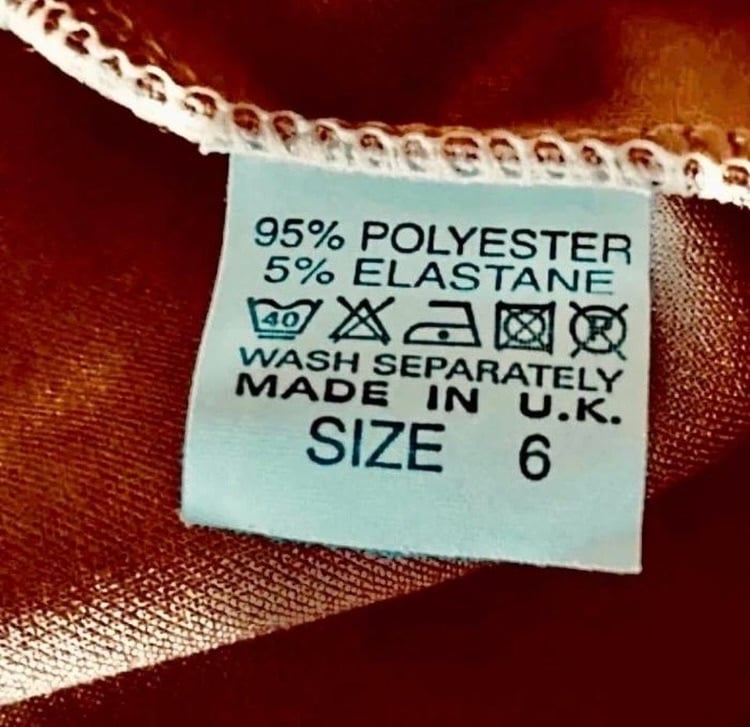 95% POLYESTER
5% ELASTANE
40 P
WASH SEPARATELY
MADE IN U.K.
SIZE 6